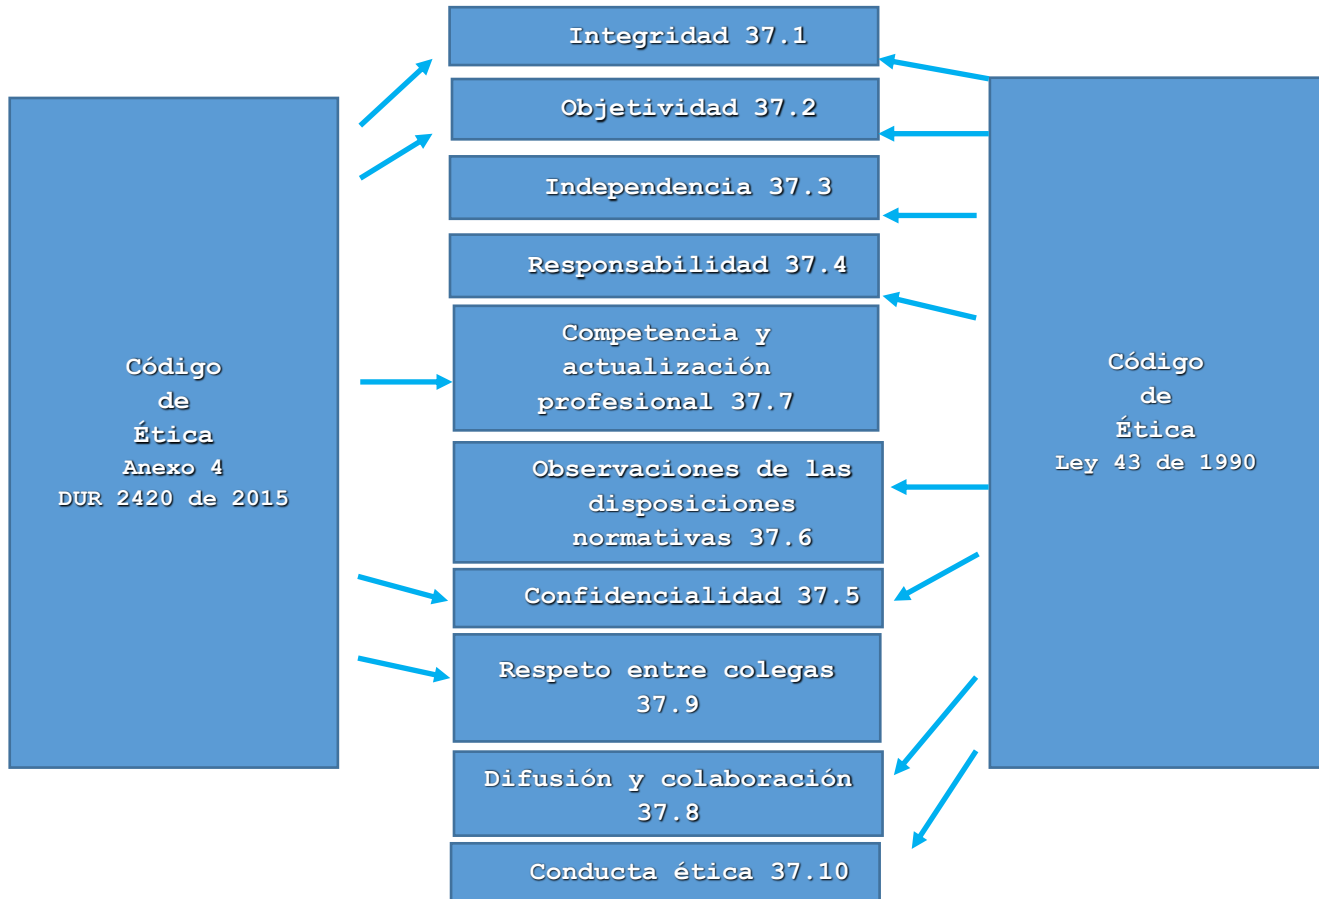 Integridad 37.1
Objetividad 37.2
Independencia 37.3
Responsabilidad 37.4
Competencia y
actualización
profesional 37.7
Observaciones de las
disposiciones
normativas 37.6
Confidencialidad 37.5
Respeto entre colegas
37.9
Difusión y colaboración
37.8
Conducta ética 37.10
Código
de
Ética
Anexo 4
DUR 2420 de 2015
Código
de
Ética
Ley 43 de 1990